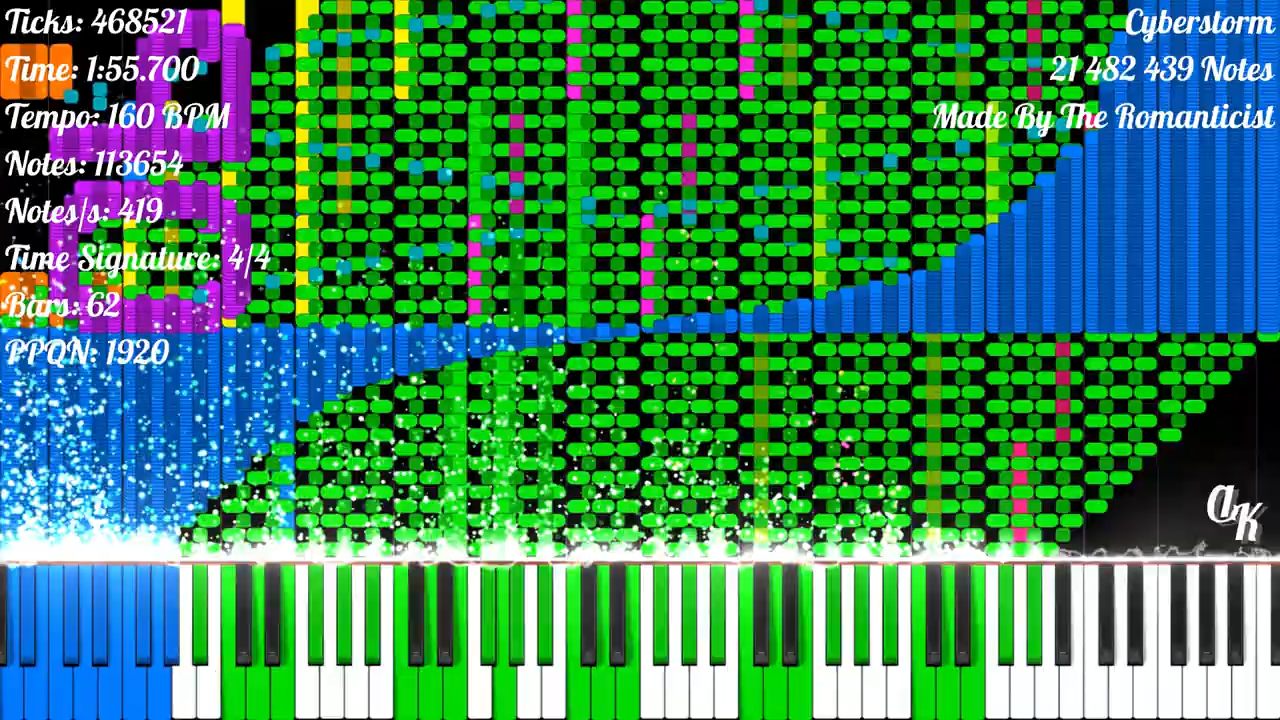 Ticks: 468521
Time: 1:55.700
Tempo: 160 BPM
Notes: 113654
Notes/s: 419
Time Signature: 4/4
Bars: 62
PPQN: 1920
Cyberstorm
21 482 439 Notes
Made By The Romanticist
aK